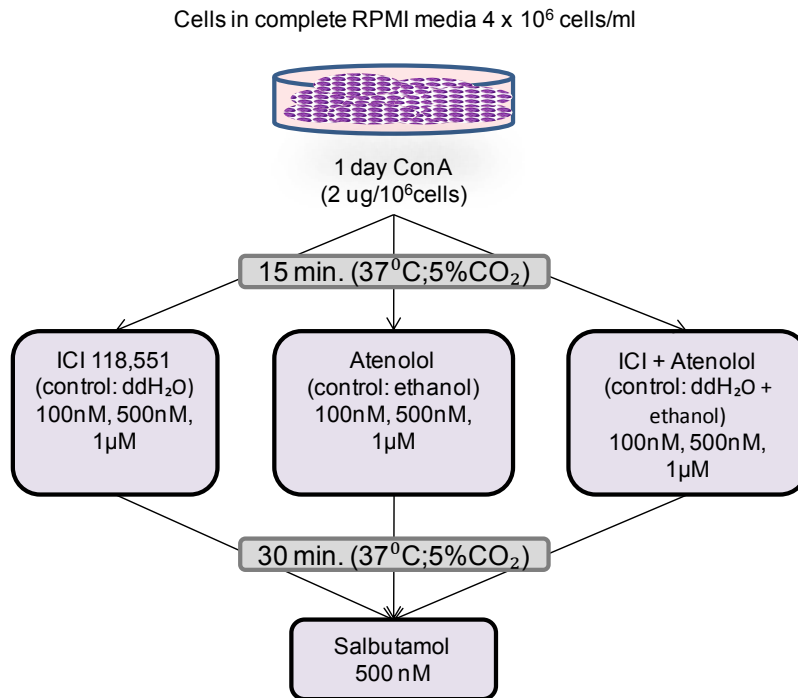 Cells in complete RPMI media 4 x 10⁶ cells/ml
1 day ConA
(2 ug/10⁶cells)
15 min. (37⁰C;5%CO₂)
ICI 118,551
(control: ddH₂O)
100nM, 500nM,
1µM
Atenolol
(control: ethanol)
100nM, 500nM,
1µM
ICI + Atenolol
(control: ddH₂O +
ethanol)
100nM, 500nM,
1µM
30 min. (37⁰C;5%CO₂)
Salbutamol
500 nM